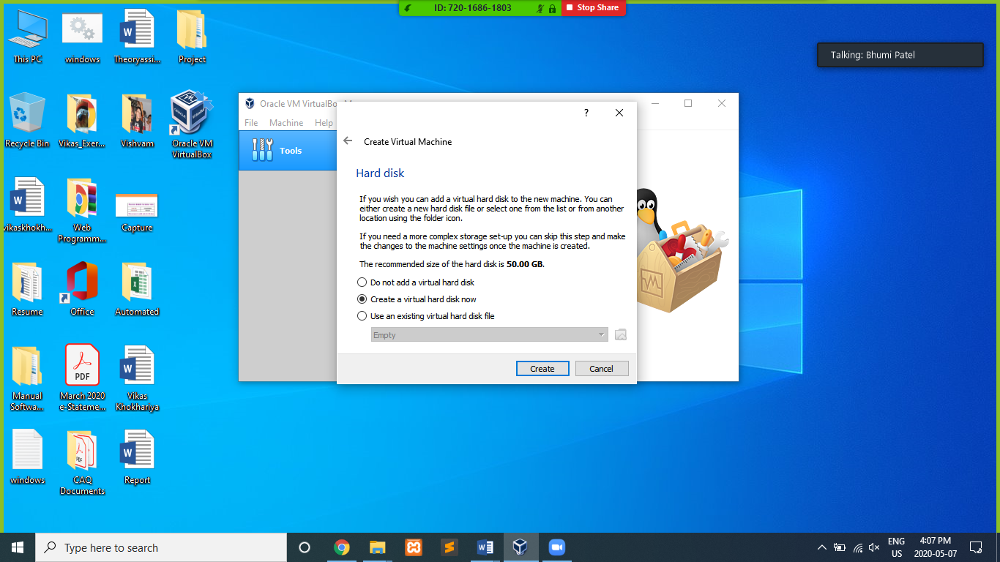 ID: 720-1686-1803
Stop Share
Talking: Bhumi Patel
This PC
windows
Theoryassi...
Project
Recycle Bin
Vikas_Exer...
Vishvam
Oracle VM
VirtualBox
vikaskhokh...
Web
Programm...
Capture
Resume
Office
Automated
Manual
Softwa...
PDF
March 2020
e-Stateme...
Vikas
Khokhariya
windows
CAQ
Documents
Report
Oracle VM VirtualBo
File Machine Help
Tools
?
Create Virtual Machine
Hard disk
If you wish you can add a virtual hard disk to the new machine. You can
either create a new hard disk file or select one from the list or from another
location using the folder icon.
If you need a more complex storage set-up you can skip this step and make
the changes to the machine settings once the machine is created.
The recommended size of the hard disk is 50.00 GB.
Do not add a virtual hard disk
Create a virtual hard disk now
Use an existing virtual hard disk file
Empty
Create
Cancel
Type here to search
ENG
US
4:07 PM
2020-05-07